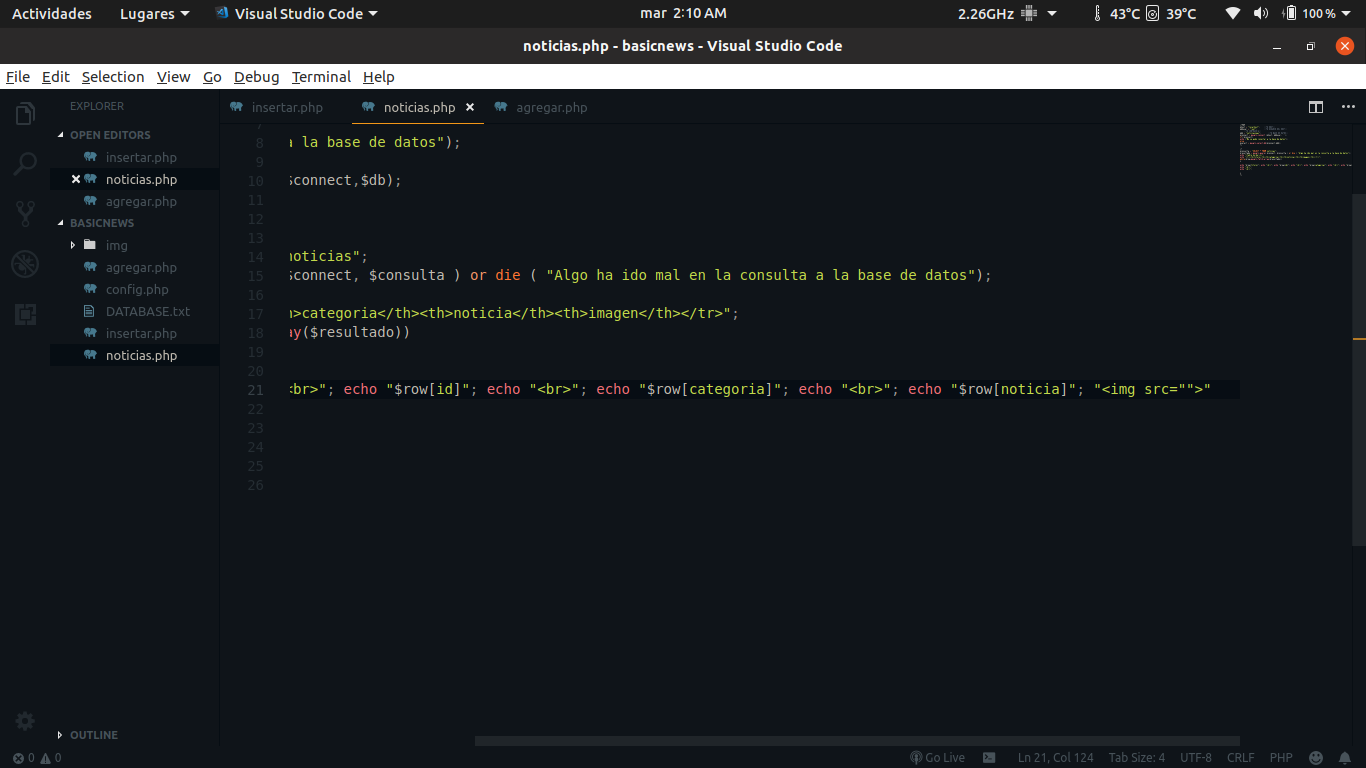 Actividades Lugares Visual Studio Code mar 2:10 AM 2.26GHz 43°C 39°C 100 %
noticias.php - basicnews - Visual Studio Code
File Edit Selection View Go Debug Terminal Help
EXPLORER
OPEN EDITORS
insertar.php
noticias.php
agregar.php
BASICNEWS
img
agregar.php
config.php
DATABASE.txt
insertar.php
noticias.php
OUTLINE
insertar.php noticias.php agregar.php
7
8 a la base de datos");
9
10 $connect,$db);
11
12
13
14 noticias";
15 $connect, $consulta ) or die ( "Algo ha ido mal en la consulta a la base de datos");
16
17 h>categoria</th><th>noticia</th><th>imagen</th></tr>";
18 ay($resultado))
19
20
21 <br>"; echo "$row[id]"; echo "<br>"; echo "$row[categoria]"; echo "<br>"; echo "$row[noticia]"; "<img src="">"
22
23
24
25
26
0 0 Go Live Ln 21, Col 124 Tab Size: 4 UTF-8 CRLF PHP